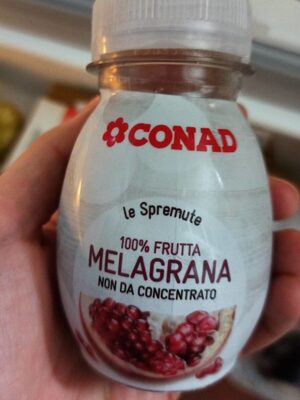 CONAD
le Spremute
100% FRUTTA
MELAGRANA
NON DA CONCENTRATO